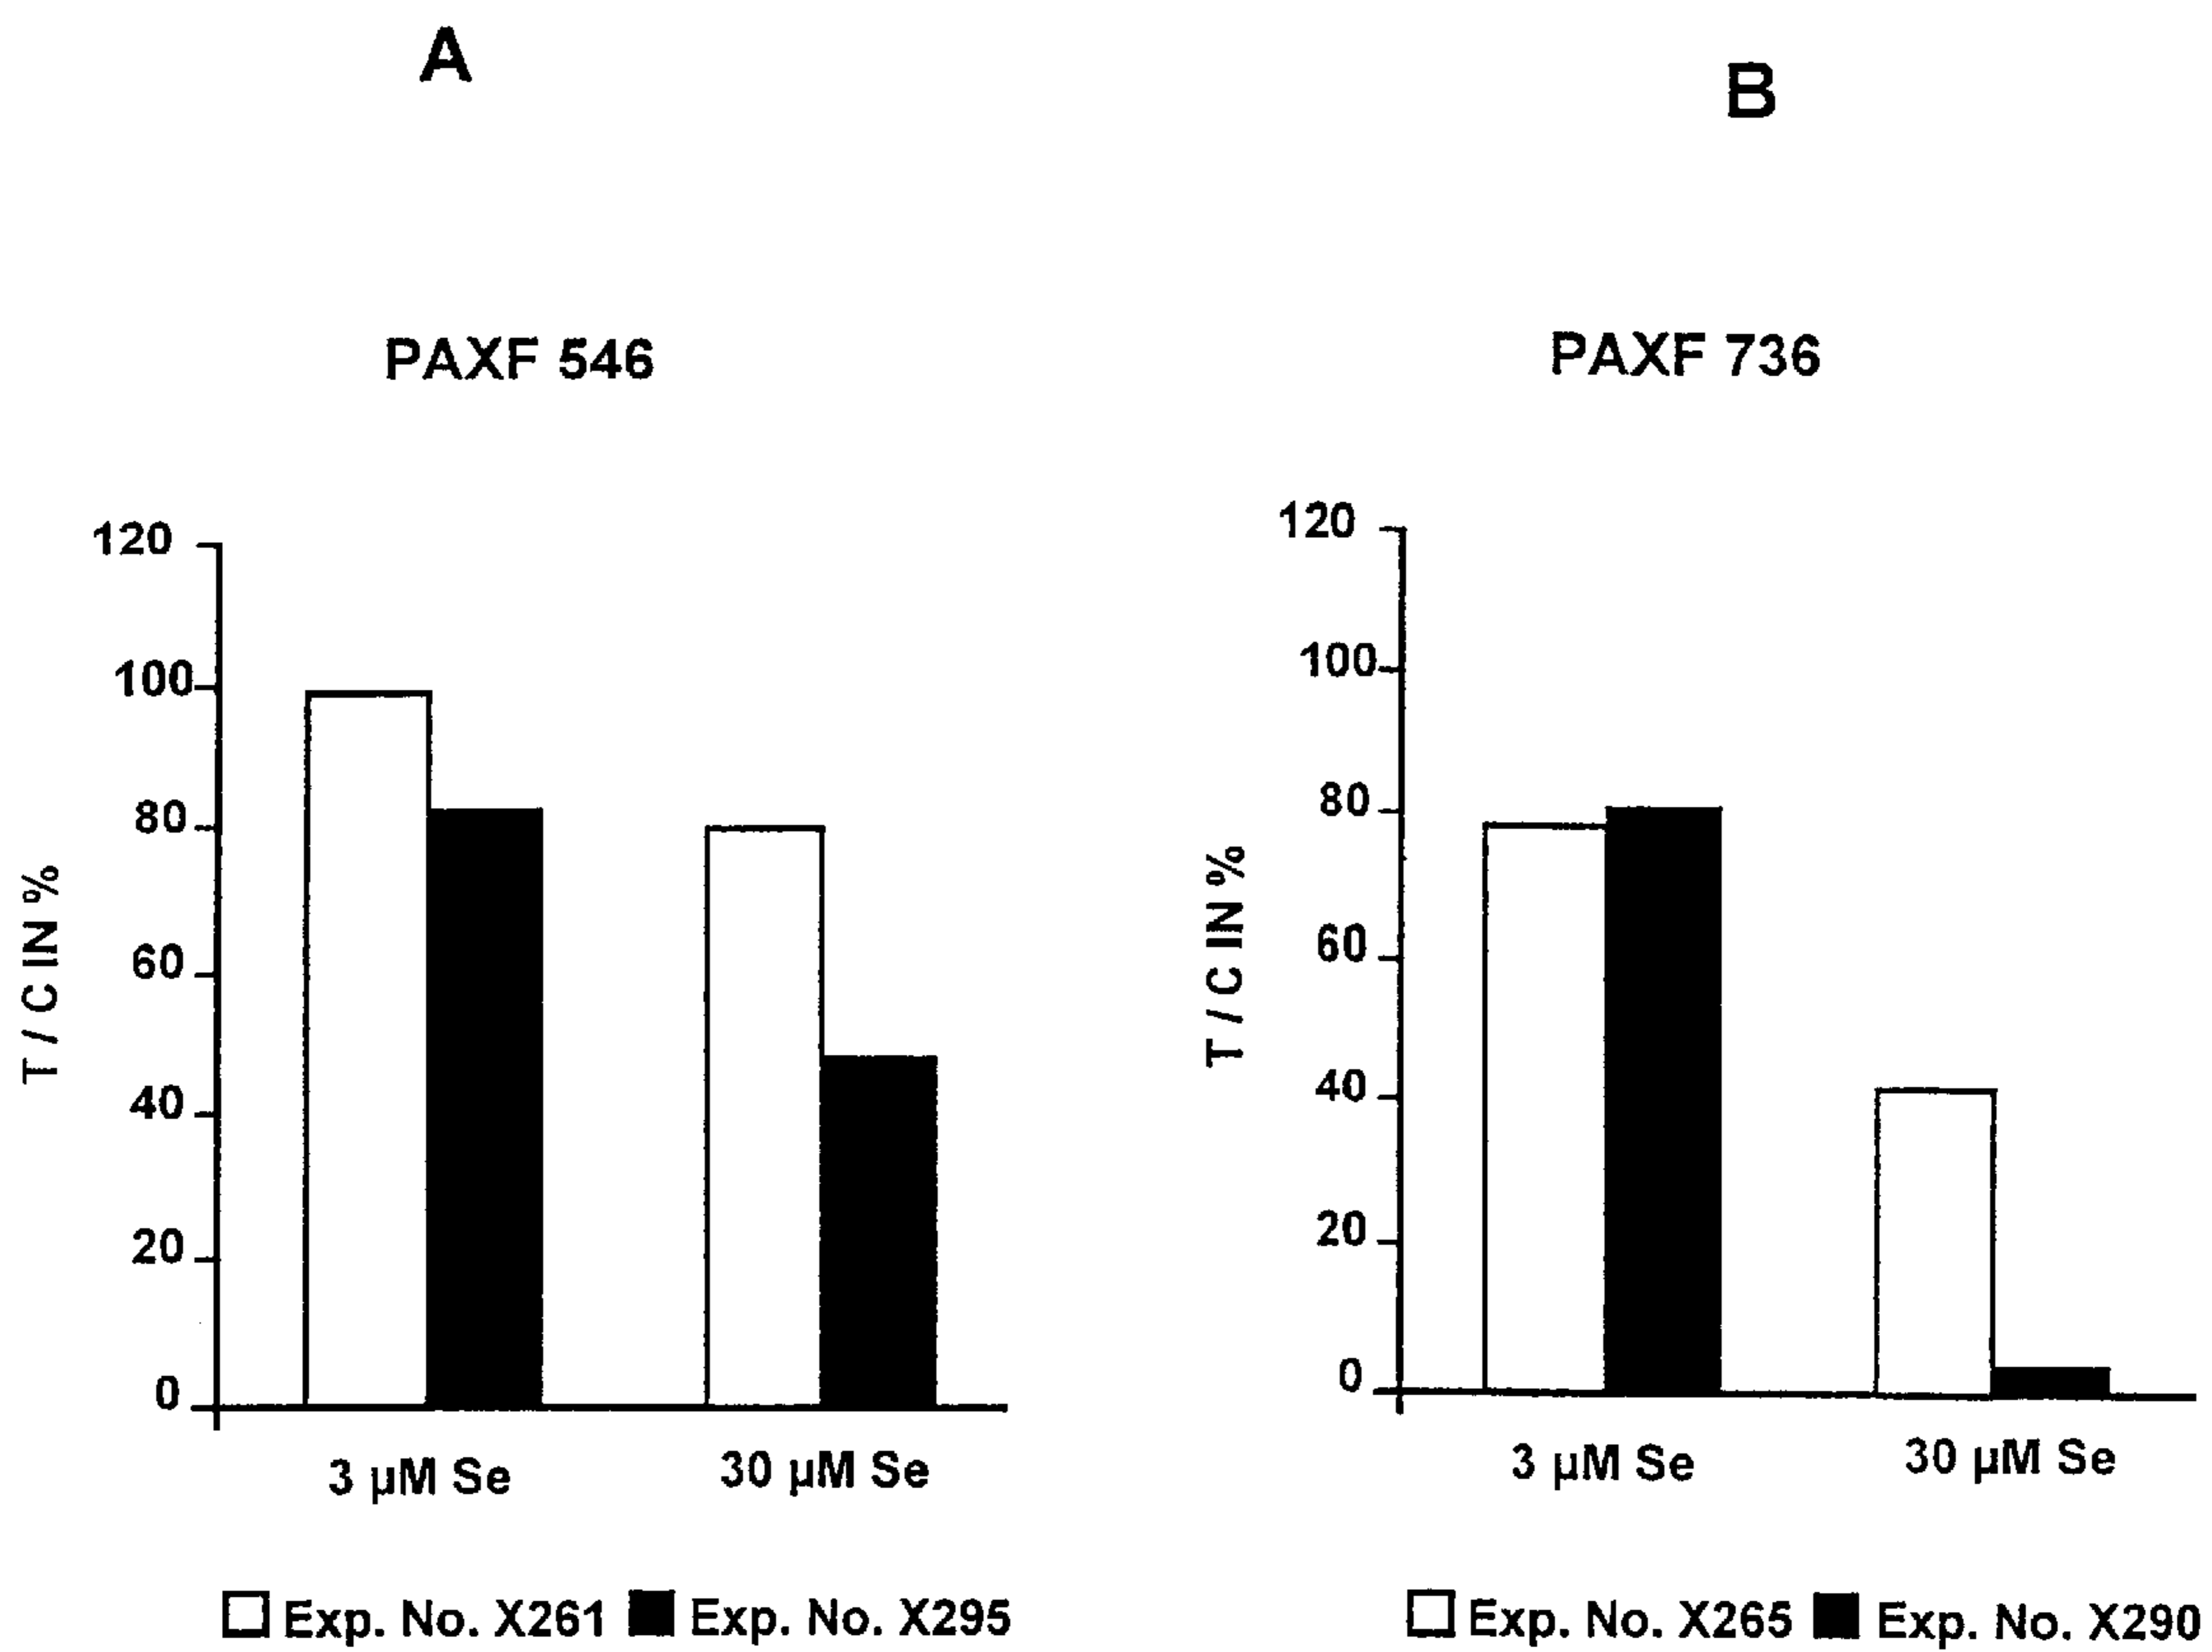 A
PAXF 546
120
100
80
60
40
20
0
T / C IN %
3 µM Se
30 µM Se
Exp. No. X261
Exp. No. X295
B
PAXF 736
120
100
80
60
40
20
0
T / C IN %
3 µM Se
30 µM Se
Exp. No. X265
Exp. No. X290